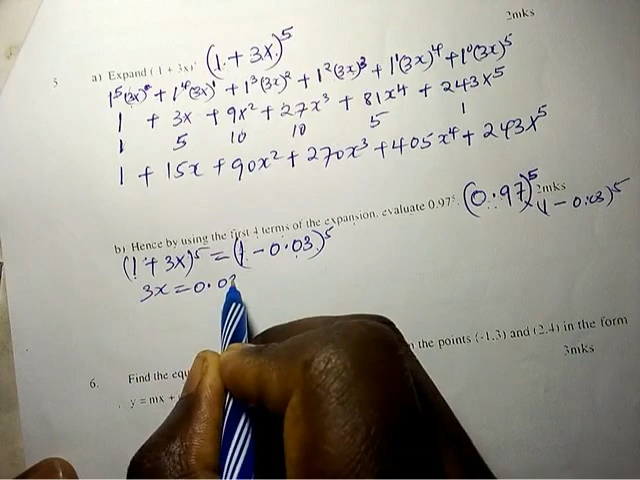 2mks
5 a) Expand (1 + 3x)⁵ (1 + 3x)⁵
1⁵(3x)⁰ + 1⁴(3x)¹ + 1³(3x)² + 1²(3x)³ + 1¹(3x)⁴ + 1⁰(3x)⁵
1 + 3x + 9x² + 27x³ + 81x⁴ + 243x⁵
1 5 10 10 5 1
1 + 15x + 90x² + 270x³ + 405x⁴ + 243x⁵
b) Hence by using the first 4 terms of the expansion, evaluate 0.97⁵. (0.97)⁵ 2mks
(1 - 0.03)⁵
(1 + 3x)⁵ = (1 - 0.03)⁵
3x = 0.03
6. Find the the points (-1,3) and (2,4) in the form
y = mx + 3mks